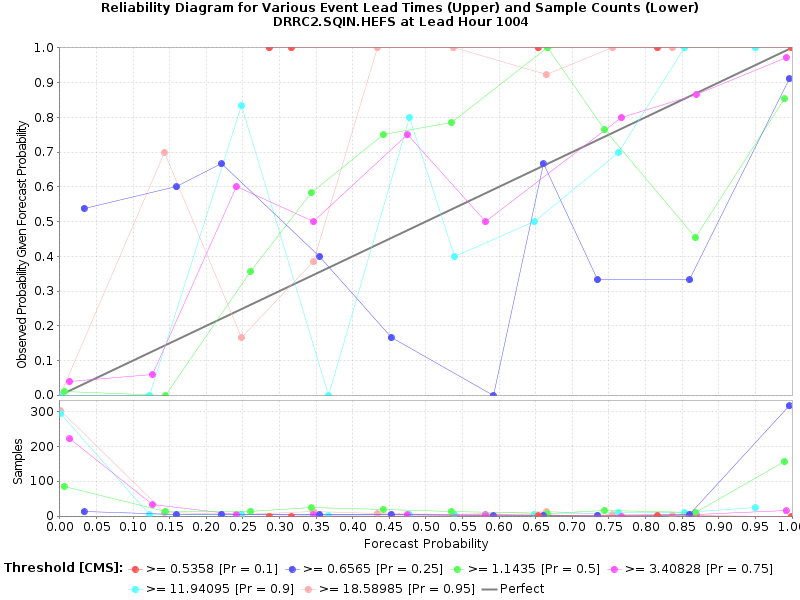 Reliability Diagram for Various Event Lead Times (Upper) and Sample Counts (Lower)
DRRC2.SQIN.HEFS at Lead Hour 1004
Observed Probability Given Forecast Probability
1.0
0.9
0.8
0.7
0.6
0.5
0.4
0.3
0.2
0.1
0.0
Samples
300
200
100
0
0.00 0.05 0.10 0.15 0.20 0.25 0.30 0.35 0.40 0.45 0.50 0.55 0.60 0.65 0.70 0.75 0.80 0.85 0.90 0.95 1.0
Forecast Probability
Threshold [CMS]: >= 0.5358 [Pr = 0.1] >= 0.6565 [Pr = 0.25] >= 1.1435 [Pr = 0.5] >= 3.40828 [Pr = 0.75]
>= 11.94095 [Pr = 0.9] >= 18.58985 [Pr = 0.95] Perfect